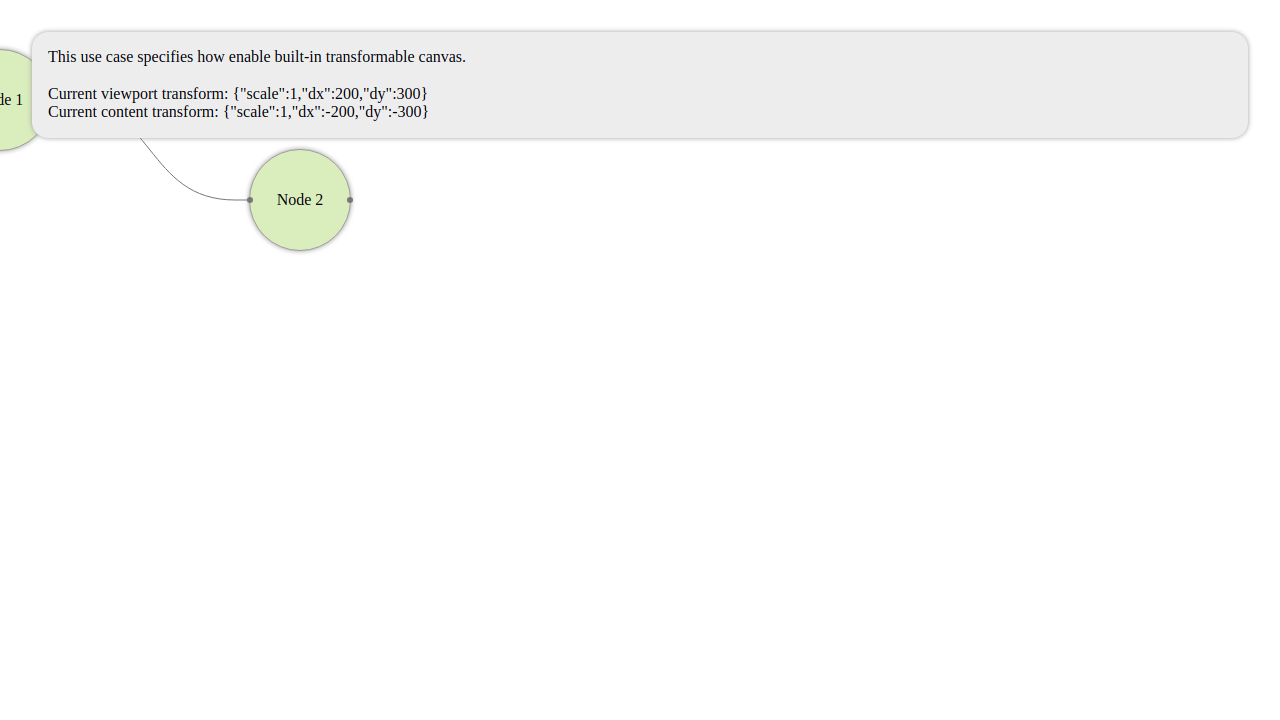 This use case specifies how enable built-in transformable canvas.
Current viewport transform: {"scale":1,"dx":200,"dy":300}
Current content transform: {"scale":1,"dx":-200,"dy":-300}
de 1
Node 2